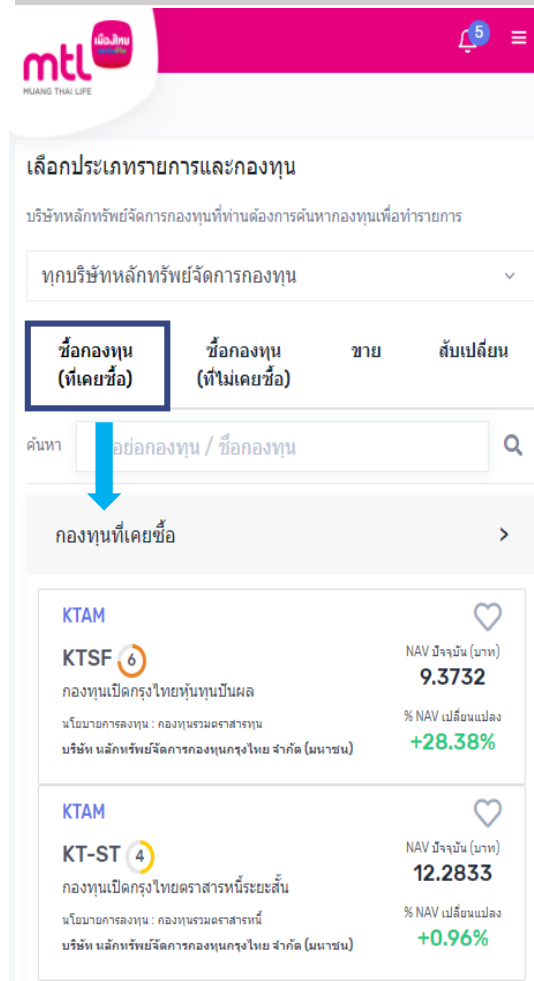 เมืองไทย
mtl
MUANG THAI LIFE
5
เลือกประเภทรายการและกองทุน
บริษัทหลักทรัพย์จัดการกองทุนที่ท่านต้องการค้นหากองทุนเพื่อทำรายการ
ทุกบริษัทหลักทรัพย์จัดการกองทุน
ซื้อกองทุน (ที่เคยซื้อ)
ซื้อกองทุน (ที่ไม่เคยซื้อ)
ขาย
สับเปลี่ยน
ค้นหา
อย่อกองทุน / ชื่อกองทุน
กองทุนที่เคยซื้อ
KTAM
KTSF 6
กองทุนเปิดกรุงไทยหุ้นทุนปันผล
นโยบายการลงทุน : กองทุนรวมตราสารทุน
บริษัท หลักทรัพย์จัดการกองทุนกรุงไทย จำกัด (มหาชน)
NAV ปัจจุบัน (บาท)
9.3732
% NAV เปลี่ยนแปลง
+28.38%
KTAM
KT-ST 4
กองทุนเปิดกรุงไทยตราสารหนี้ระยะสั้น
นโยบายการลงทุน : กองทุนรวมตราสารหนี้
บริษัท หลักทรัพย์จัดการกองทุนกรุงไทย จำกัด (มหาชน)
NAV ปัจจุบัน (บาท)
12.2833
% NAV เปลี่ยนแปลง
+0.96%